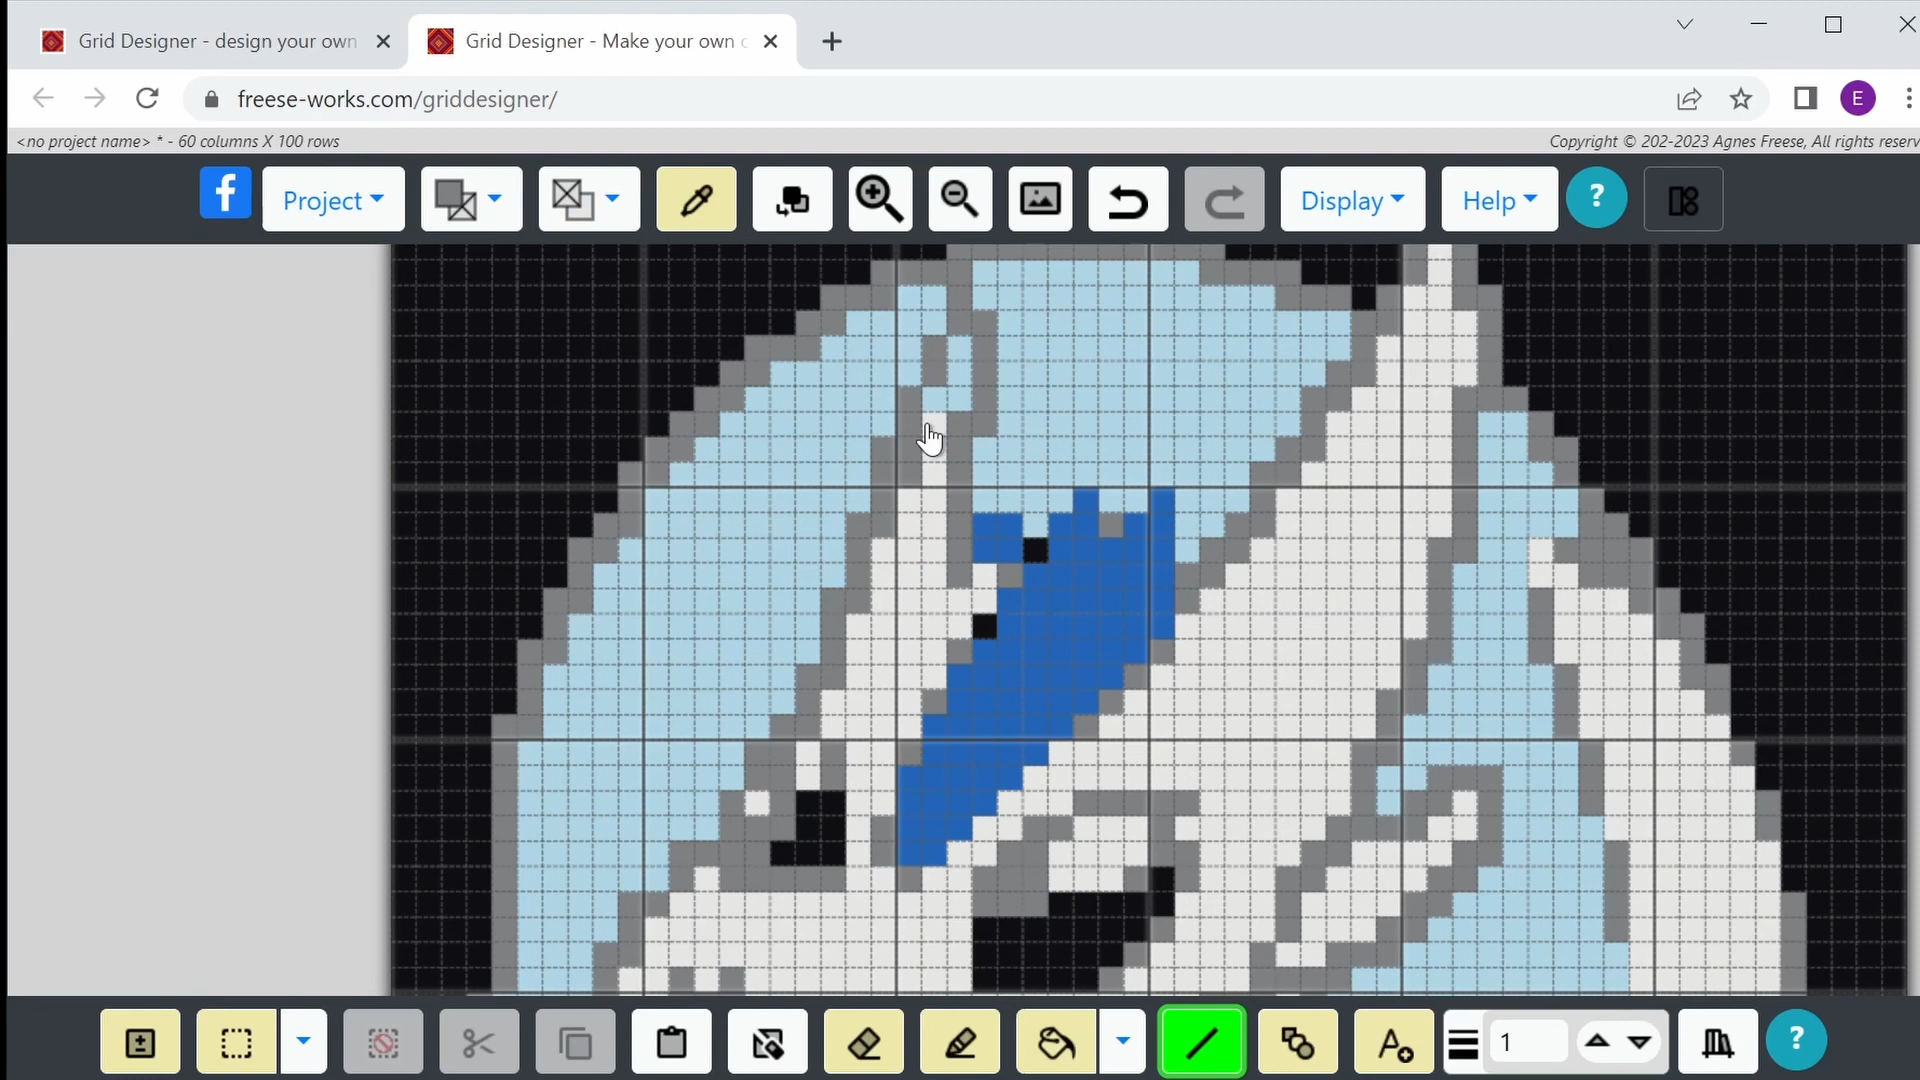 Grid Designer - design your own
Grid Designer - Make your own
freese-works.com/griddesigner/
E
<no project name> * - 60 columns X 100 rows
Copyright © 202-2023 Agnes Freese, All rights reserv
f
Project
Display
Help
?
A
1
?